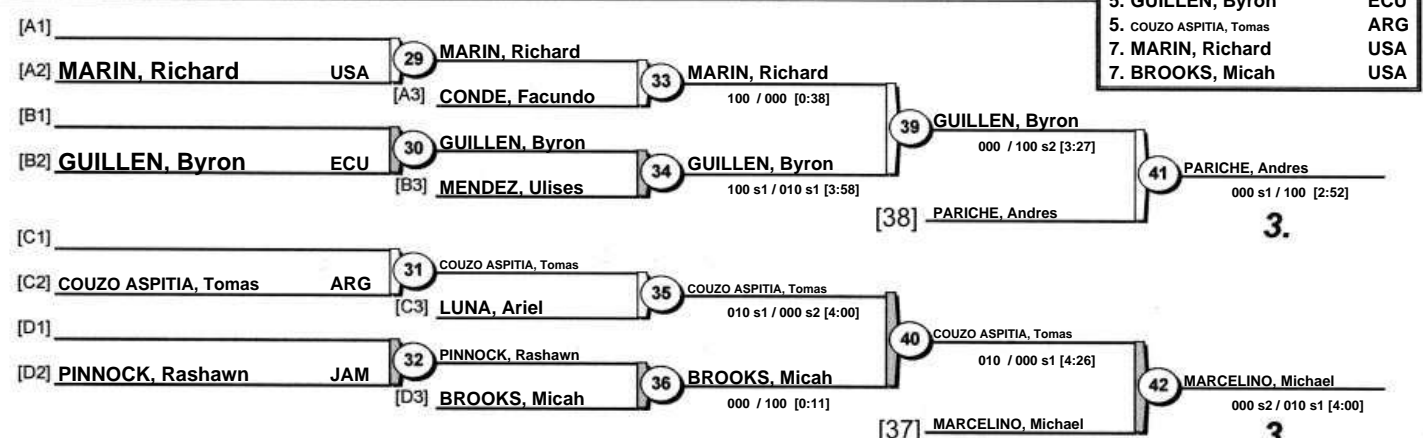 5. GUILLEN, Byron ECU
5. COUZO ASPITIA, Tomas ARG
7. MARIN, Richard USA
7. BROOKS, Micah USA
[A1]
[A2] MARIN, Richard USA
29
MARIN, Richard
[A3] CONDE, Facundo
33
MARIN, Richard
100 / 000 [0:38]
[B1]
[B2] GUILLEN, Byron ECU
30
GUILLEN, Byron
[B3] MENDEZ, Ulises
34
GUILLEN, Byron
100 s1 / 010 s1 [3:58]
39
GUILLEN, Byron
000 / 100 s2 [3:27]
[38] PARICHE, Andres
41
PARICHE, Andres
000 s1 / 100 [2:52]
3.
[C1]
[C2] COUZO ASPITIA, Tomas ARG
31
COUZO ASPITIA, Tomas
[C3] LUNA, Ariel
35
COUZO ASPITIA, Tomas
010 s1 / 000 s2 [4:00]
[D1]
[D2] PINNOCK, Rashawn JAM
32
PINNOCK, Rashawn
[D3] BROOKS, Micah
36
BROOKS, Micah
000 / 100 [0:11]
40
COUZO ASPITIA, Tomas
010 / 000 s1 [4:26]
[37] MARCELINO, Michael
42
MARCELINO, Michael
000 s2 / 010 s1 [4:00]
3.